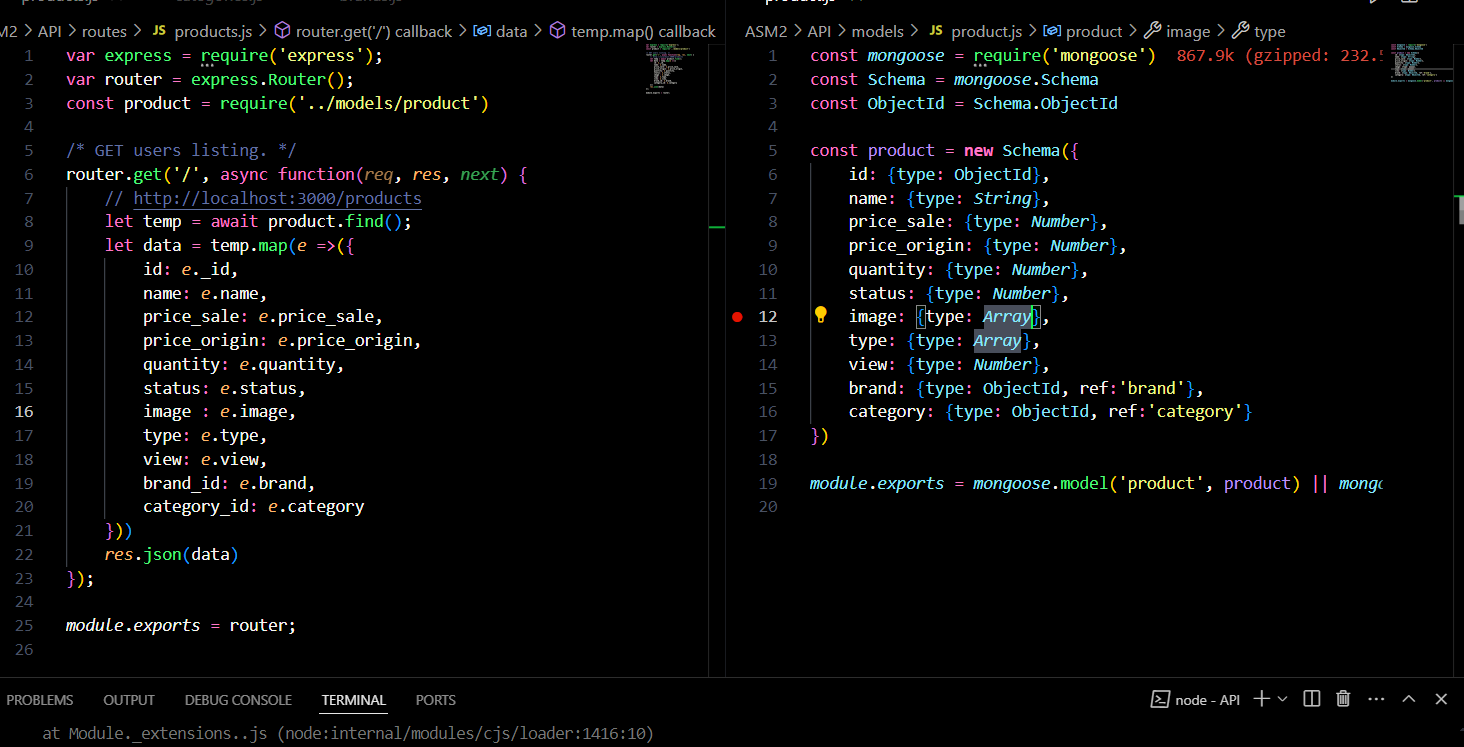 M2 > API > routes > JS products.js > router.get('/') callback > data > temp.map() callback
1 var express = require('express');
2 var router = express.Router();
3 const product = require('../models/product')
4
5 /* GET users listing. */
6 router.get('/', async function(req, res, next) {
7 // http://localhost:3000/products
8 let temp = await product.find();
9 let data = temp.map(e =>({
10 id: e._id,
11 name: e.name,
12 price_sale: e.price_sale,
13 price_origin: e.price_origin,
14 quantity: e.quantity,
15 status: e.status,
16 image : e.image,
17 type: e.type,
18 view: e.view,
19 brand_id: e.brand,
20 category_id: e.category
21 }))
22 res.json(data)
23 });
24
25 module.exports = router;
26
ASM2 > API > models > JS product.js > product > image > type
1 const mongoose = require('mongoose') 867.9k (gzipped: 232.
2 const Schema = mongoose.Schema
3 const ObjectId = Schema.ObjectId
4
5 const product = new Schema({
6 id: {type: ObjectId},
7 name: {type: String},
8 price_sale: {type: Number},
9 price_origin: {type: Number},
10 quantity: {type: Number},
11 status: {type: Number},
12 image: {type: Array},
13 type: {type: Array},
14 view: {type: Number},
15 brand: {type: ObjectId, ref:'brand'},
16 category: {type: ObjectId, ref:'category'}
17 })
18
19 module.exports = mongoose.model('product', product) || mong
20
PROBLEMS OUTPUT DEBUG CONSOLE TERMINAL PORTS node - API
at Module._extensions..js (node:internal/modules/cjs/loader:1416:10)